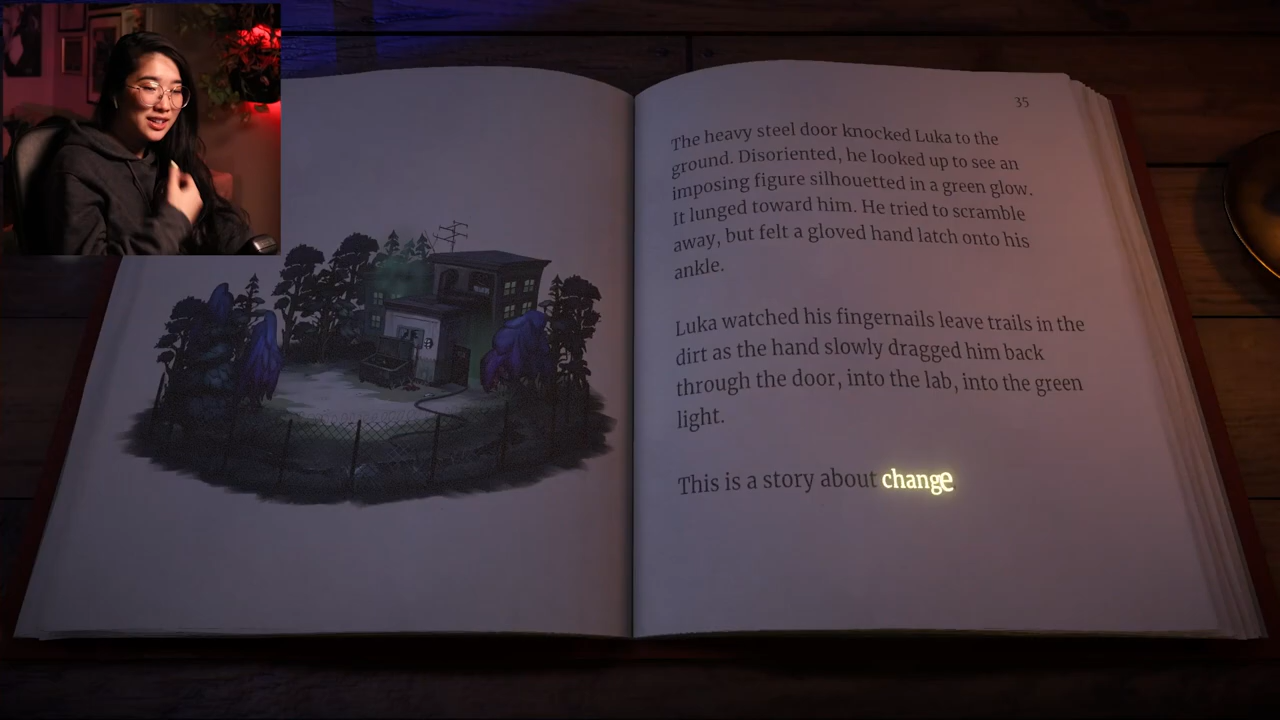 35
The heavy steel door knocked Luka to the
ground. Disoriented, he looked up to see an
imposing figure silhouetted in a green glow.
It lunged toward him. He tried to scramble
away, but felt a gloved hand latch onto his
ankle.
Luka watched his fingernails leave trails in the
dirt as the hand slowly dragged him back
through the door, into the lab, into the green
light.
This is a story about change